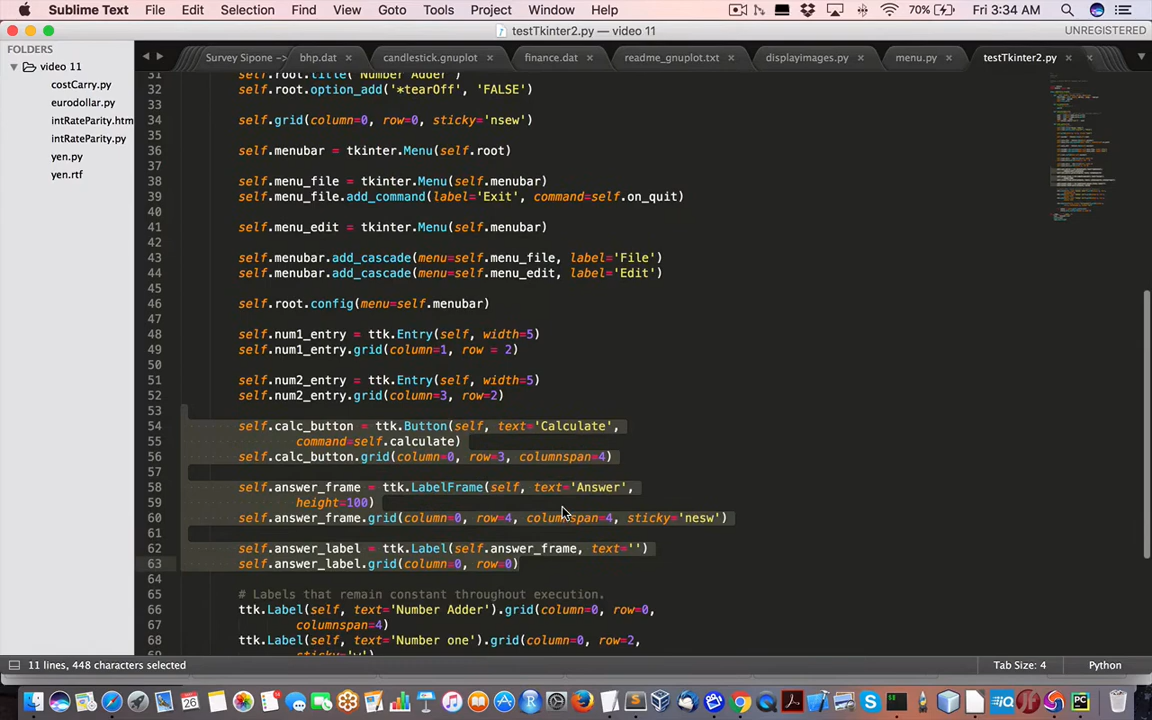 Sublime Text File Edit Selection Find View Goto Tools Project Window Help 70% Fri 3:34 AM
testTkinter2.py — video 11
UNREGISTERED
FOLDERS
video 11
costCarry.py
eurodollar.py
intRateParity.htm
intRateParity.py
yen.py
yen.rtf
Survey Sipone — bhp.dat × candlestick.gnuplot × finance.dat × readme_gnuplot.txt × displayimages.py × menu.py × testTkinter2.py ×
31 self.root.title('Number Adder')
32 self.root.option_add('*tearOff', 'FALSE')
33
34 self.grid(column=0, row=0, sticky='nsew')
35
36 self.menubar = tkinter.Menu(self.root)
37
38 self.menu_file = tkinter.Menu(self.menubar)
39 self.menu_file.add_command(label='Exit', command=self.on_quit)
40
41 self.menu_edit = tkinter.Menu(self.menubar)
42
43 self.menubar.add_cascade(menu=self.menu_file, label='File')
44 self.menubar.add_cascade(menu=self.menu_edit, label='Edit')
45
46 self.root.config(menu=self.menubar)
47
48 self.num1_entry = ttk.Entry(self, width=5)
49 self.num1_entry.grid(column=1, row = 2)
50
51 self.num2_entry = ttk.Entry(self, width=5)
52 self.num2_entry.grid(column=3, row=2)
53
54 self.calc_button = ttk.Button(self, text='Calculate',
55 command=self.calculate)
56 self.calc_button.grid(column=0, row=3, columnspan=4)
57
58 self.answer_frame = ttk.LabelFrame(self, text='Answer',
59 height=100)
60 self.answer_frame.grid(column=0, row=4, columnspan=4, sticky='nesw')
61
62 self.answer_label = ttk.Label(self.answer_frame, text='')
63 self.answer_label.grid(column=0, row=0)
64
65 # Labels that remain constant throughout execution.
66 ttk.Label(self, text='Number Adder').grid(column=0, row=0,
67 columnspan=4)
68 ttk.Label(self, text='Number one').grid(column=0, row=2,
sticky='w')
11 lines, 448 characters selected
Tab Size: 4
Python